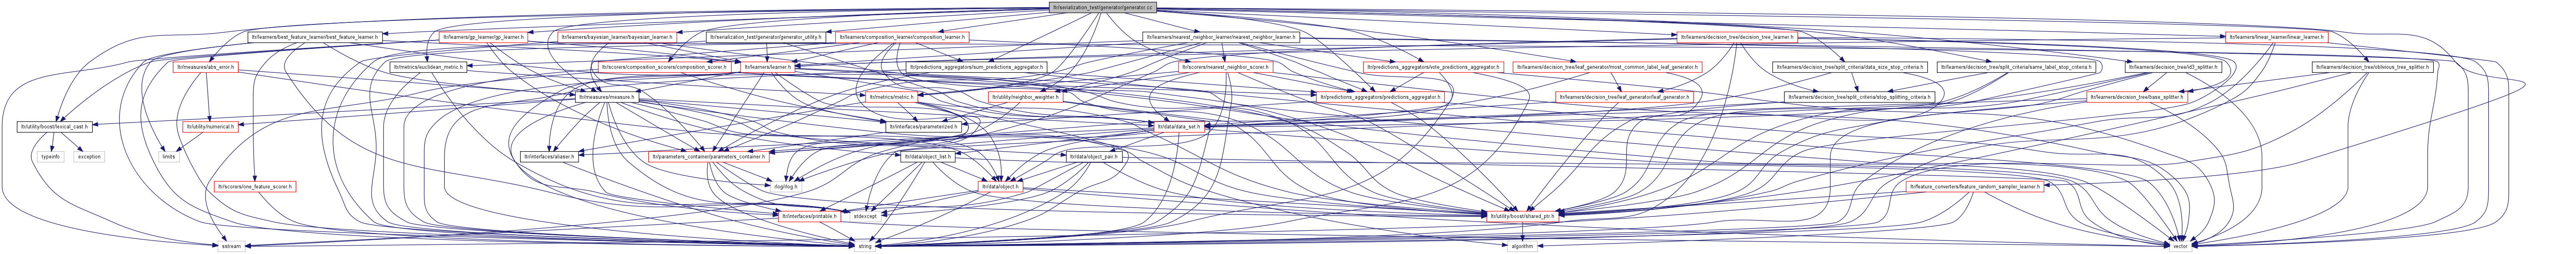 ltr/serialization_test/generator/generator.cc
ltr/learners/best_feature_learner/best_feature_learner.h
ltr/learners/gp_learner/gp_learner.h
ltr/learners/bayesian_learner/bayesian_learner.h
ltr/serialization_test/generator/generator_utility.h
ltr/learners/composition_learner/composition_learner.h
ltr/learners/nearest_neighbor_learner/nearest_neighbor_learner.h
ltr/learners/decision_tree/decision_tree_learner.h
ltr/learners/linear_learner/linear_learner.h
ltr/measures/abs_error.h
ltr/metrics/euclidean_metric.h
ltr/scorers/composition_scorers/composition_scorer.h
ltr/learners/learner.h
ltr/predictions_aggregators/sum_predictions_aggregator.h
ltr/scorers/nearest_neighbor_scorer.h
ltr/predictions_aggregators/vote_predictions_aggregator.h
ltr/learners/decision_tree/leaf_generator/most_common_label_leaf_generator.h
ltr/learners/decision_tree/split_criteria/data_size_stop_criteria.h
ltr/learners/decision_tree/split_criteria/same_label_stop_criteria.h
ltr/learners/decision_tree/id3_splitter.h
ltr/learners/decision_tree/oblivious_tree_splitter.h
ltr/measures/measure.h
ltr/metrics/metric.h
ltr/utility/neighbor_weighter.h
ltr/predictions_aggregators/predictions_aggregator.h
ltr/learners/decision_tree/leaf_generator/leaf_generator.h
ltr/learners/decision_tree/split_criteria/stop_splitting_criteria.h
ltr/learners/decision_tree/base_splitter.h
ltr/utility/boost/lexical_cast.h
ltr/utility/numerical.h
ltr/interfaces/parameterized.h
ltr/data/data_set.h
typeinfo
exception
limits
ltr/interfaces/aliaser.h
ltr/parameters_container/parameters_container.h
ltr/data/object_list.h
ltr/data/object_pair.h
ltr/scorers/one_feature_scorer.h
rlog/rlog.h
ltr/data/object.h
ltr/feature_converters/feature_random_sampler_learner.h
ltr/interfaces/printable.h
stdexcept
ltr/utility/boost/shared_ptr.h
sstream
string
algorithm
vector